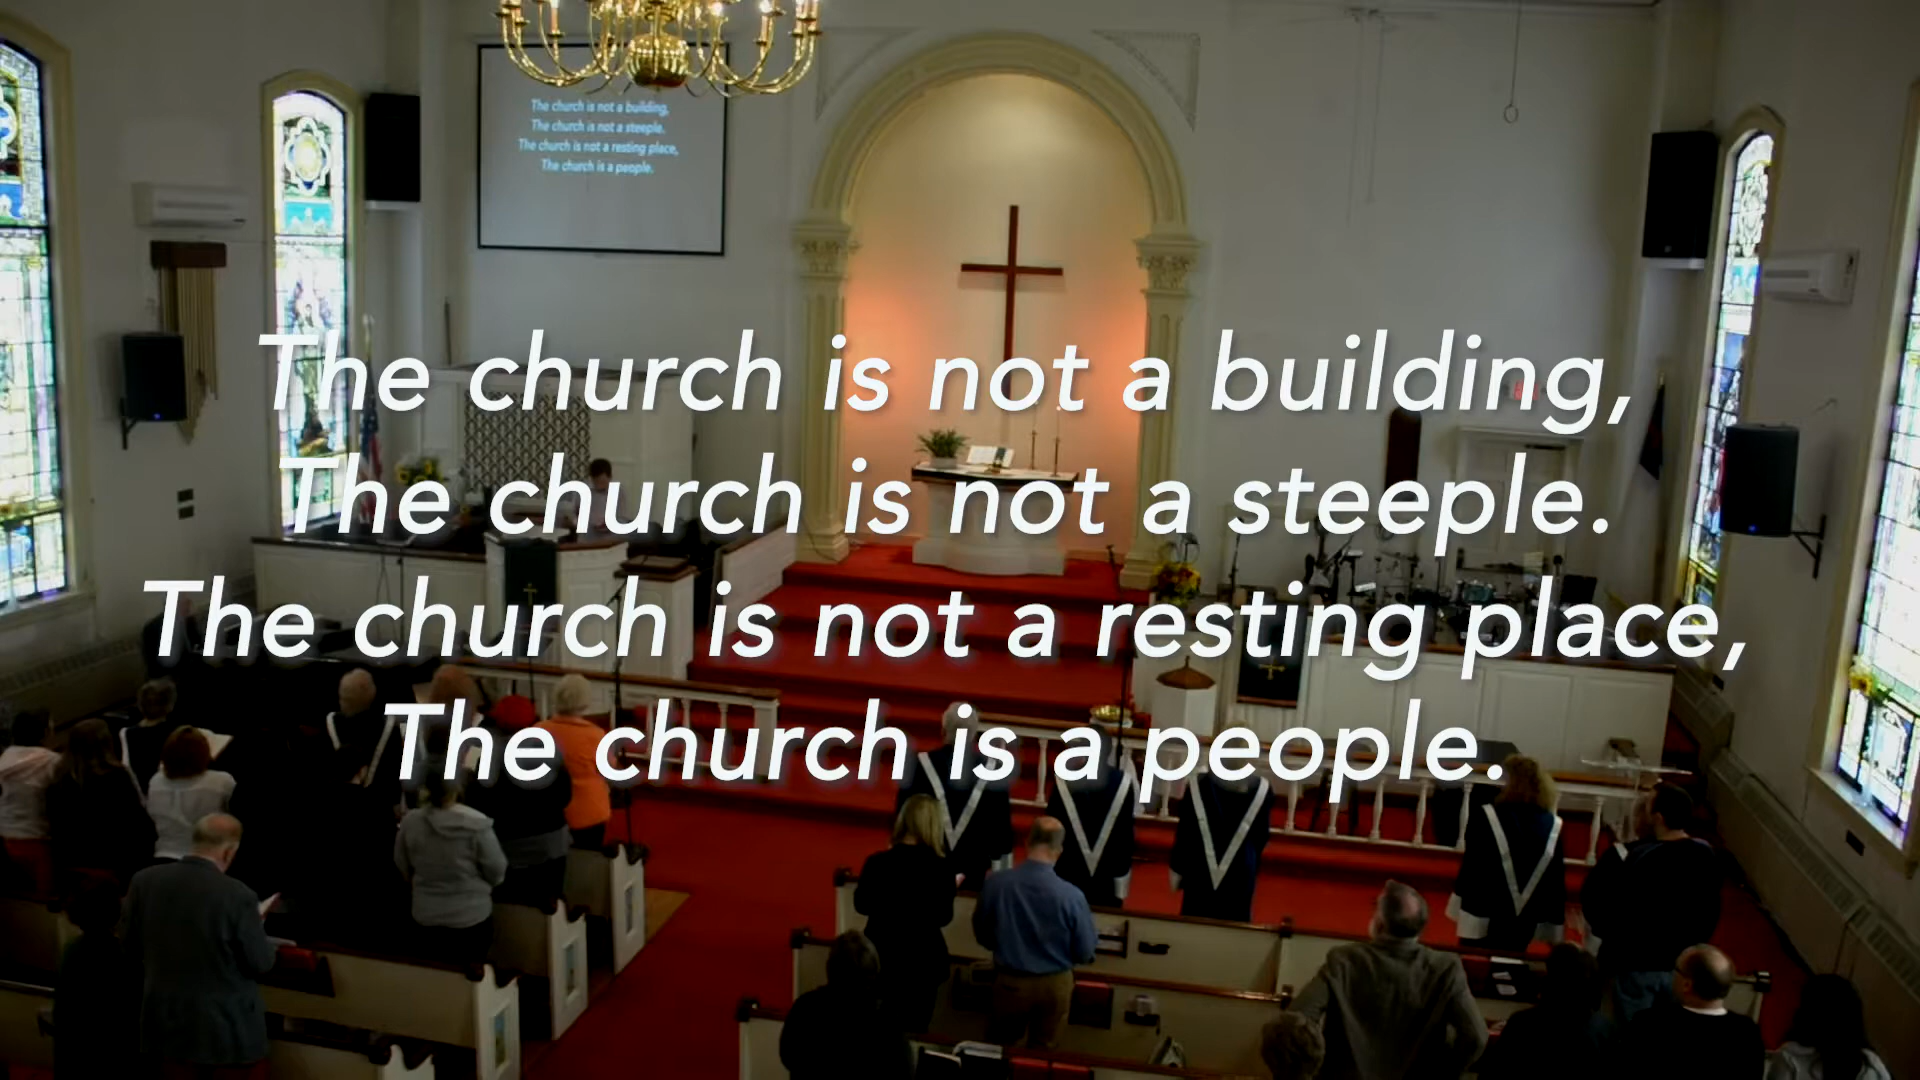 The church is not a building,
The church is not a steeple.
The church is not a resting place,
The church is a people.
The church is not a building,
The church is not a steeple.
The church is not a resting place,
The church is a people.